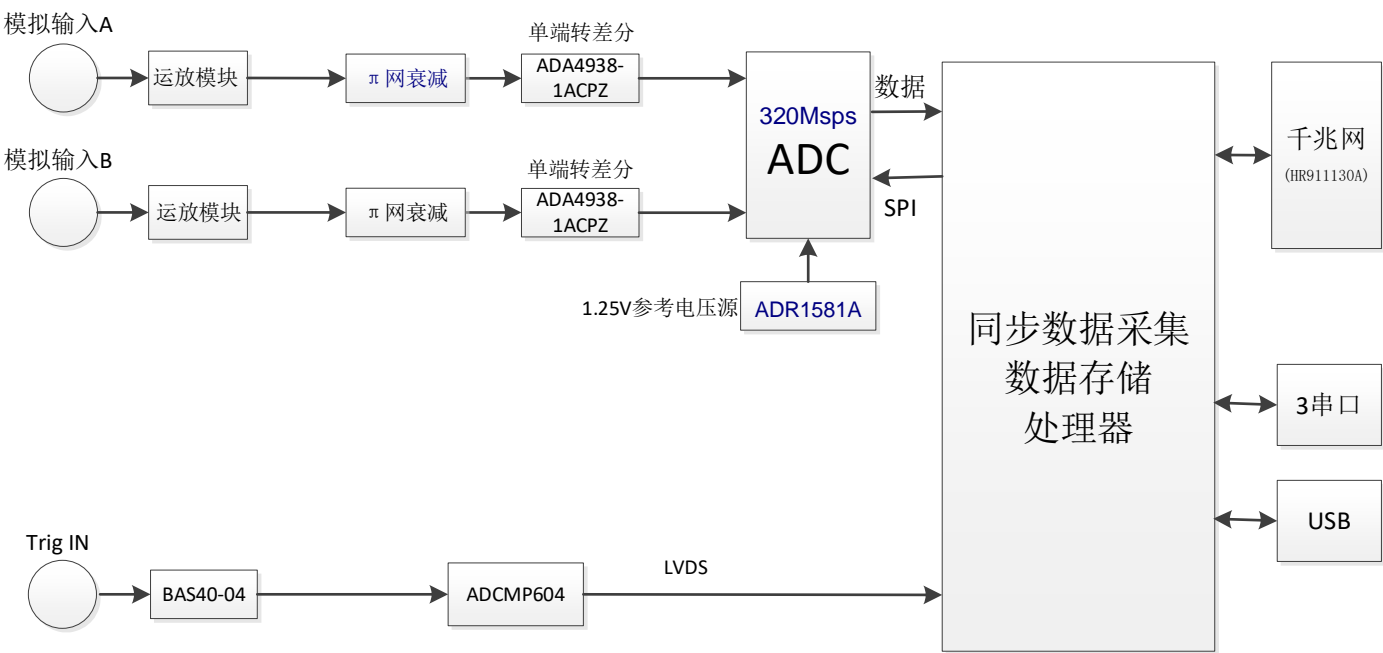 模拟输入A
运放模块
π 网衰减
单端转差分
ADA4938-
1ACPZ
模拟输入B
运放模块
π 网衰减
单端转差分
ADA4938-
1ACPZ
320Msps
ADC
数据
SPI
1.25V参考电压源
ADR1581A
同步数据采集
数据存储
处理器
千兆网
(HR911130A)
3串口
USB
Trig IN
BAS40-04
ADCMP604
LVDS